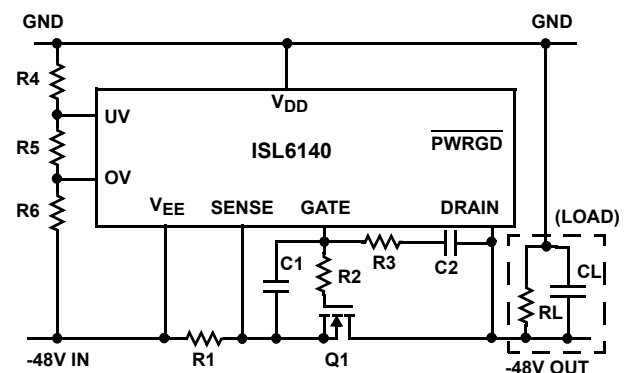 GND
GND
R4
VDD
UV
R5
ISL6140
PWRGD
OV
R6
VEE
SENSE
GATE
DRAIN
(LOAD)
C1
R2
R3
C2
CL
RL
-48V IN
R1
Q1
-48V OUT